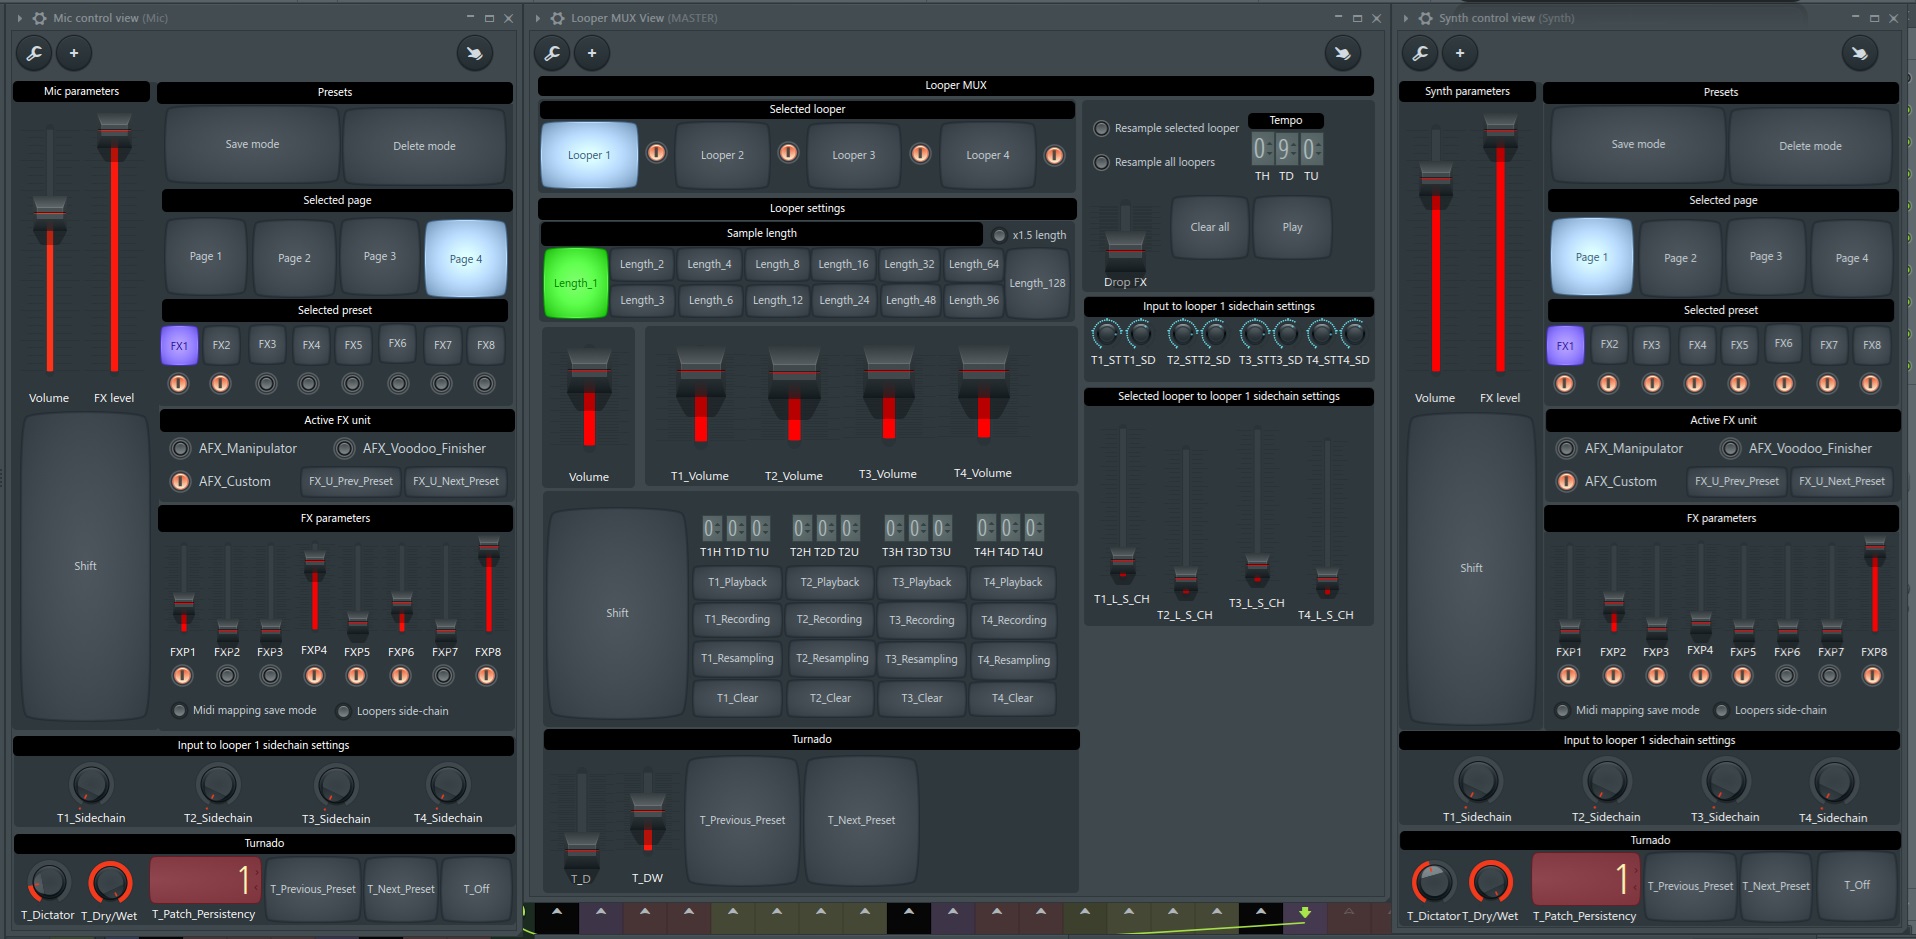 Mic control view (Mic)
Mic parameters
Presets
Save mode
Delete mode
Selected page
Page 1
Page 2
Page 3
Page 4
Selected preset
FX1
FX2
FX3
FX4
FX5
FX6
FX7
FX8
Volume
FX level
Active FX unit
AFX_Manipulator
AFX_Voodoo_Finisher
AFX_Custom
FX_U_Prev_Preset
FX_U_Next_Preset
Shift
FX parameters
FXP1
FXP2
FXP3
FXP4
FXP5
FXP6
FXP7
FXP8
Midi mapping save mode
Loopers side-chain
Input to looper 1 sidechain settings
T1_Sidechain
T2_Sidechain
T3_Sidechain
T4_Sidechain
Turnado
1
T_Previous_Preset
T_Next_Preset
T_Off
T_Dictator
T_Dry/Wet
T_Patch_Persistency
Looper MUX View (MASTER)
Looper MUX
Selected looper
Looper 1
Looper 2
Looper 3
Looper 4
Looper settings
Sample length
x1.5 length
Length_1
Length_2
Length_4
Length_8
Length_16
Length_32
Length_64
Length_128
Length_3
Length_6
Length_12
Length_24
Length_48
Length_96
Volume
T1_Volume
T2_Volume
T3_Volume
T4_Volume
Shift
0 0 0
0 0 0
0 0 0
0 0 0
T1H T1D T1U
T2H T2D T2U
T3H T3D T3U
T4H T4D T4U
T1_Playback
T2_Playback
T3_Playback
T4_Playback
T1_Recording
T2_Recording
T3_Recording
T4_Recording
T1_Resampling
T2_Resampling
T3_Resampling
T4_Resampling
T1_Clear
T2_Clear
T3_Clear
T4_Clear
Turnado
T_Previous_Preset
T_Next_Preset
T_D
T_DW
Resample selected looper
Resample all loopers
Tempo
0 9 0
TH TD TU
Clear all
Play
Drop FX
Input to looper 1 sidechain settings
T1_ST
T1_SD
T2_ST
T2_SD
T3_ST
T3_SD
T4_ST
T4_SD
Selected looper to looper 1 sidechain settings
T1_L_S_CH
T2_L_S_CH
T3_L_S_CH
T4_L_S_CH
Synth control view (Synth)
Synth parameters
Presets
Save mode
Delete mode
Selected page
Page 1
Page 2
Page 3
Page 4
Selected preset
FX1
FX2
FX3
FX4
FX5
FX6
FX7
FX8
Volume
FX level
Active FX unit
AFX_Manipulator
AFX_Voodoo_Finisher
AFX_Custom
FX_U_Prev_Preset
FX_U_Next_Preset
Shift
FX parameters
FXP1
FXP2
FXP3
FXP4
FXP5
FXP6
FXP7
FXP8
Midi mapping save mode
Loopers side-chain
Input to looper 1 sidechain settings
T1_Sidechain
T2_Sidechain
T3_Sidechain
T4_Sidechain
Turnado
1
T_Previous_Preset
T_Next_Preset
T_Off
T_Dictator
T_Dry/Wet
T_Patch_Persistency